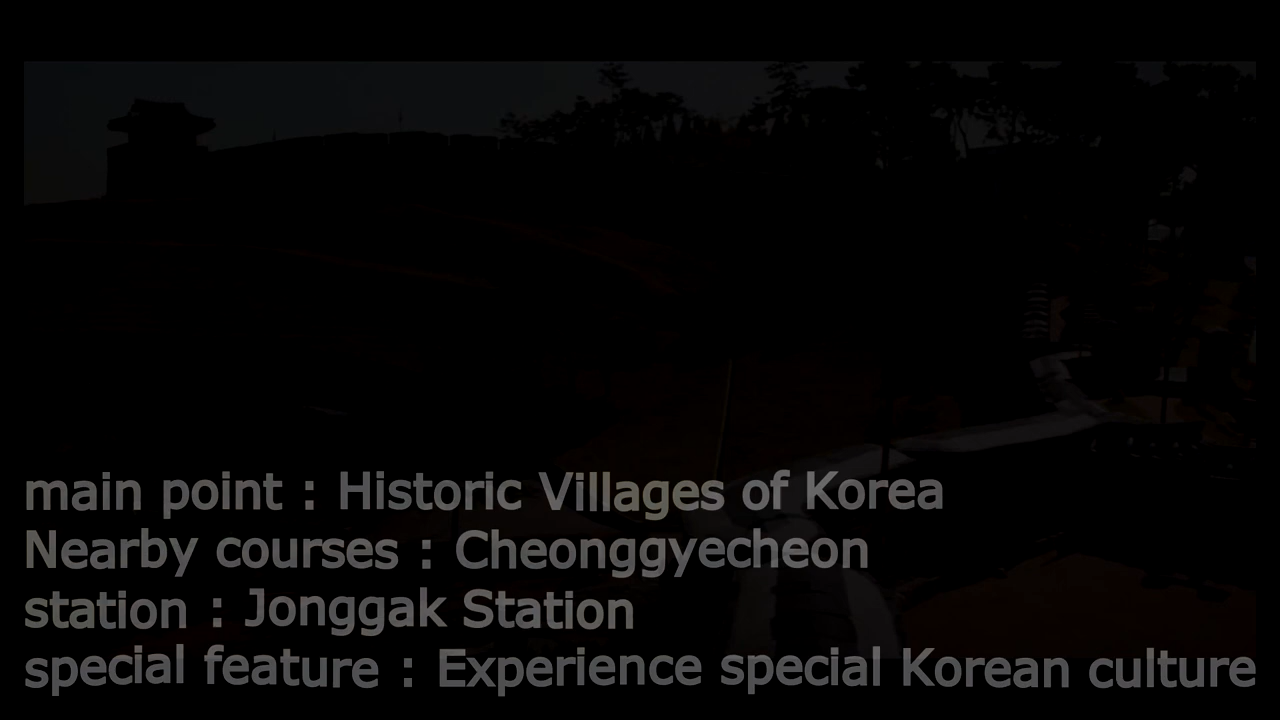 main point : Historic Villages of Korea
Nearby courses : Cheonggyecheon
station : Jonggak Station
special feature : Experience special Korean culture